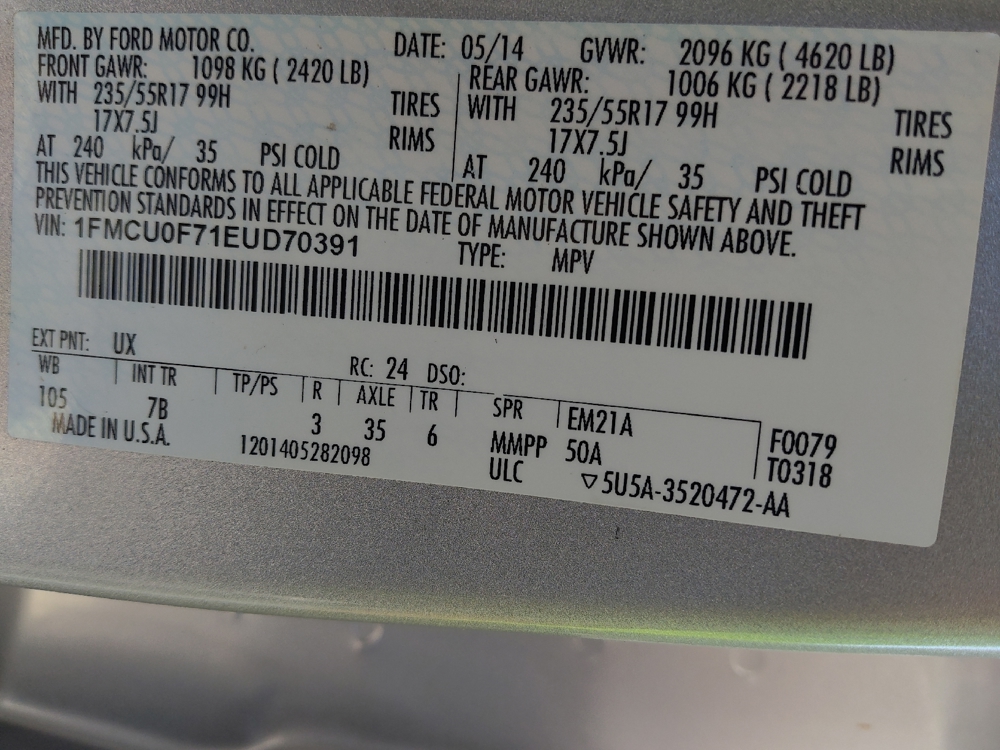 MFD. BY FORD MOTOR CO. DATE: 05/14 GVWR: 2096 KG ( 4620 LB)
FRONT GAWR: 1098 KG ( 2420 LB) REAR GAWR: 1006 KG ( 2218 LB)
WITH 235/55R17 99H TIRES WITH 235/55R17 99H TIRES
17X7.5J RIMS 17X7.5J RIMS
AT 240 kPa/ 35 PSI COLD AT 240 kPa/ 35 PSI COLD
THIS VEHICLE CONFORMS TO ALL APPLICABLE FEDERAL MOTOR VEHICLE SAFETY AND THEFT
PREVENTION STANDARDS IN EFFECT ON THE DATE OF MANUFACTURE SHOWN ABOVE.
VIN: 1FMCU0F71EUD70391 TYPE: MPV
EXT PNT: UX RC: 24 DSO:
WB INT TR TP/PS R AXLE TR SPR EM21A F0079
105 7B 3 35 6 MMPP 50A T0318
MADE IN U.S.A. 1201405282098 ULC ▽5U5A-3520472-AA